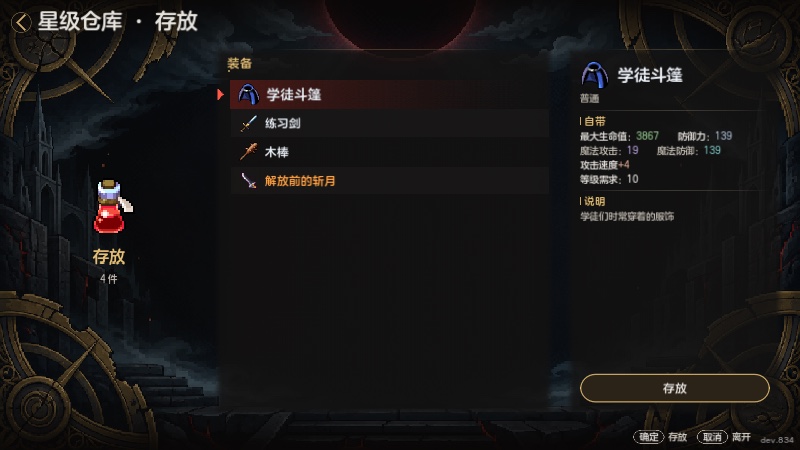 星级仓库 · 存放
装备
学徒斗篷
练习剑
木棒
解放前的斩月
存放
4 件
学徒斗篷
普通
自带
最大生命值：3867 防御力：139
魔法攻击：19 魔法防御：139
攻击速度+4
等级需求：10
说明
学徒们时常穿着的服饰
存放
确定 存放 取消 离开
dev.834